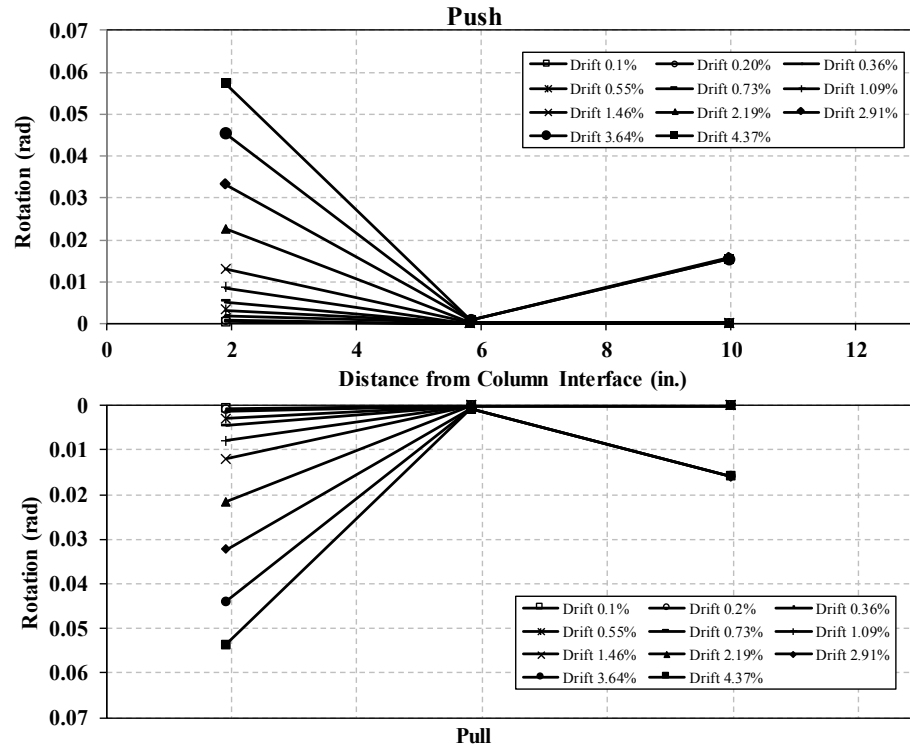 Push
0.07
0.06
0.05
0.04
0.03
0.02
0.01
0
Rotation (rad)
Drift 0.1% Drift 0.20% Drift 0.36%
Drift 0.55% Drift 0.73% Drift 1.09%
Drift 1.46% Drift 2.19% Drift 2.91%
Drift 3.64% Drift 4.37%
0 2 4 6 8 10 12
Distance from Column Interface (in.)
0
0.01
0.02
0.03
0.04
0.05
0.06
0.07
Rotation (rad)
Drift 0.1% Drift 0.2% Drift 0.36%
Drift 0.55% Drift 0.73% Drift 1.09%
Drift 1.46% Drift 2.19% Drift 2.91%
Drift 3.64% Drift 4.37%
Pull